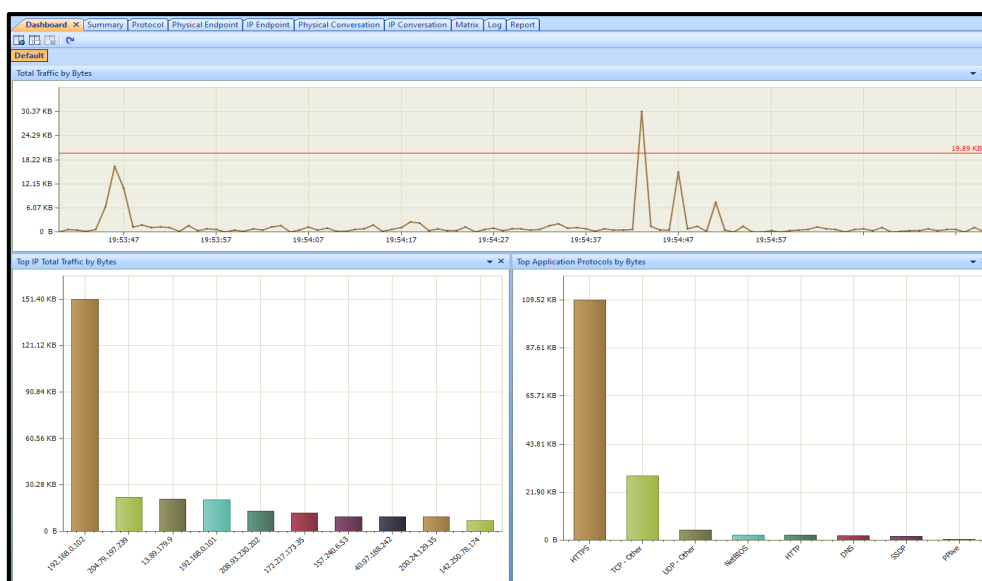 Dashboard × Summary Protocol Physical Endpoint IP Endpoint Physical Conversation IP Conversation Matrix Log Report
Default
Total Traffic by Bytes
30.37 KB
24.29 KB
19.89 KB
18.22 KB
12.15 KB
6.07 KB
0 B
19:53:47 19:53:57 19:54:07 19:54:17 19:54:27 19:54:37 19:54:47 19:54:57
Top IP Total Traffic by Bytes
151.40 KB
121.12 KB
90.84 KB
60.56 KB
30.28 KB
0 B
192.168.0.102 204.79.197.239 13.89.179.9 192.168.0.101 208.93.230.202 172.217.173.35 157.240.6.53 40.97.188.242 200.24.129.35 142.250.78.174
Top Application Protocols by Bytes
109.52 KB
87.61 KB
65.71 KB
43.81 KB
21.90 KB
0 B
HTTPS TCP - Other UDP - Other NetBIOS HTTP DNS SSDP PPlive